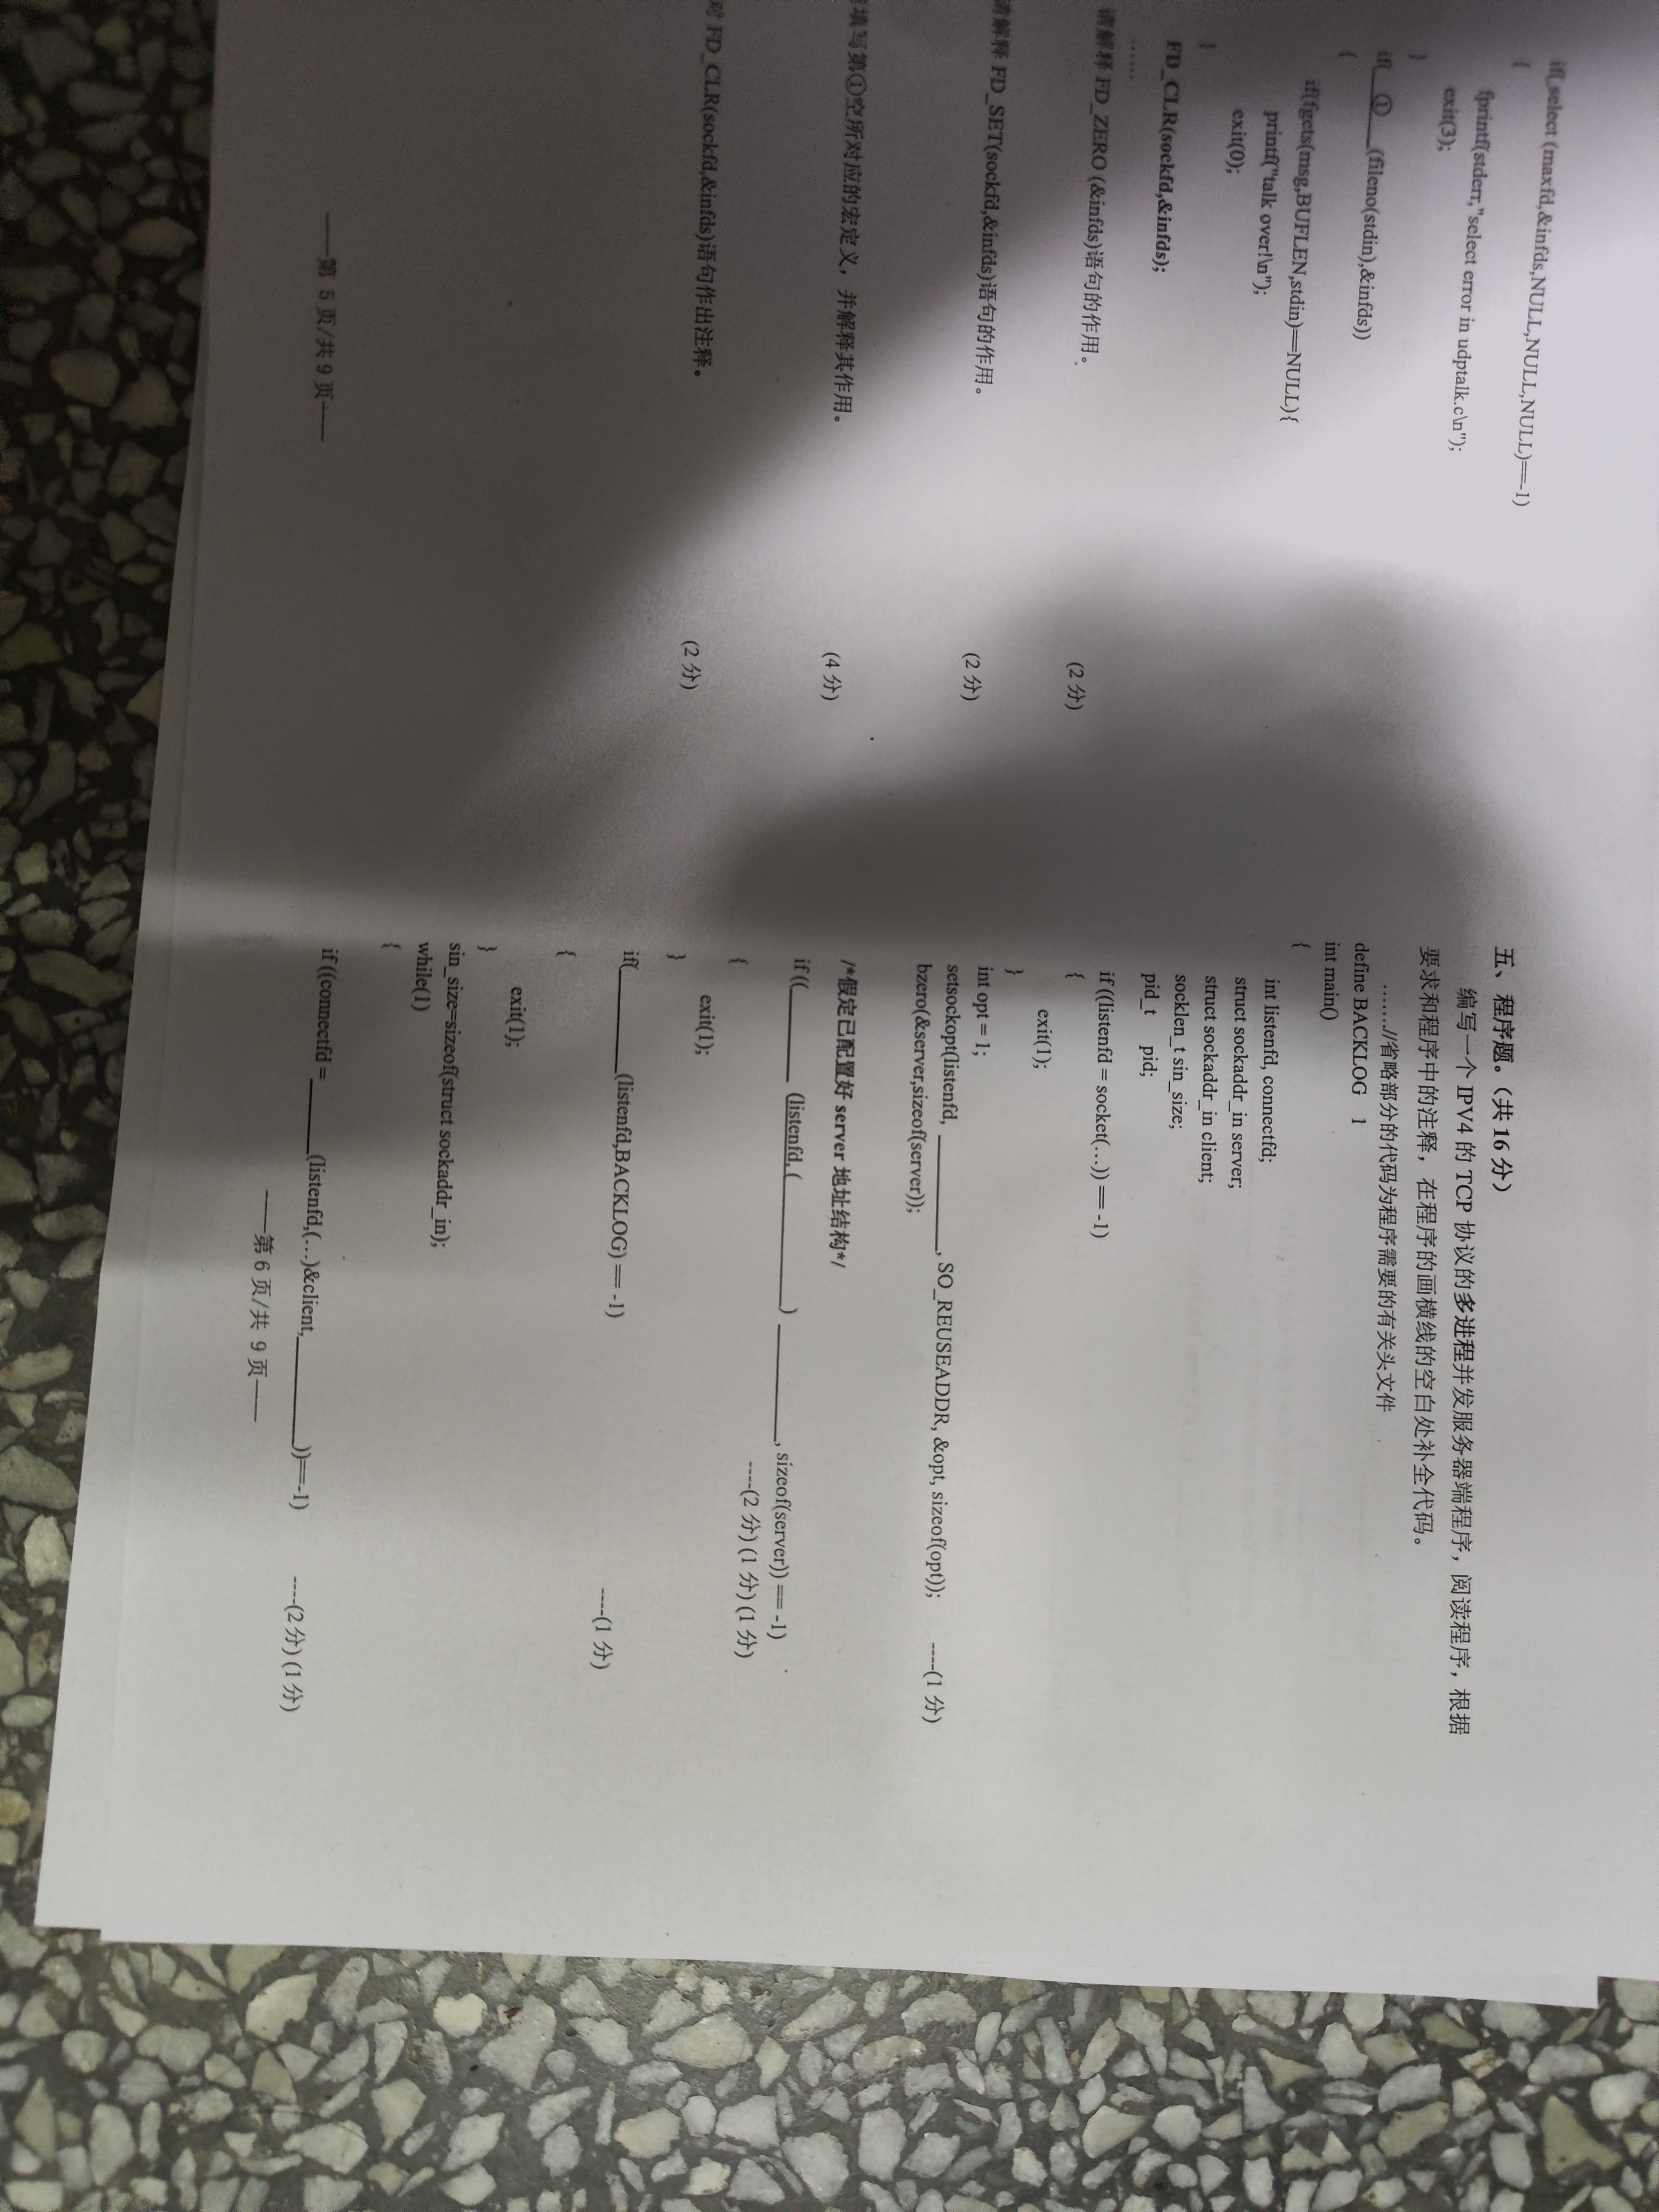 if( select (maxfd,&infds,NULL,NULL,NULL)==-1)
{
fprintf(stderr,"select error in udptalk.c\n");
exit(3);
}
if(   ①   (fileno(stdin),&infds))
{
if(fgets(msg,BUFLEN,stdin)==NULL){
printf("talk over!\n");
exit(0);
}
FD_CLR(sockfd,&infds);
……
请解释 FD_ZERO (&infds)语句的作用。 (2 分)
请解释 FD_SET(sockfd,&infds)语句的作用。 (2 分)
填写第①空所对应的宏定义，并解释其作用。 (4 分)
对 FD_CLR(sockfd,&infds)语句作出注释。 (2 分)
——第 5 页/共 9 页——
五、程序题。（共 16 分）
编写一个 IPV4 的 TCP 协议的多进程并发服务器端程序，阅读程序，根据
要求和程序中的注释，在程序的画横线的空白处补全代码。
…….//省略部分的代码为程序需要的有关头文件
define BACKLOG 1
int main()
{
int listenfd, connectfd;
struct sockaddr_in server;
struct sockaddr_in client;
socklen_t sin_size;
pid_t pid;
if ((listenfd = socket(…)) == -1)
{
exit(1);
}
int opt = 1;
setsockopt(listenfd, __________, SO_REUSEADDR, &opt, sizeof(opt)); ----(1 分)
bzero(&server,sizeof(server));
/*假定已配置好 server 地址结构*/
if ((________ (listenfd, (___________) __________, sizeof(server)) == -1)
----(2 分) (1 分) (1 分)
{
exit(1);
}
if(_________(listenfd,BACKLOG) == -1) ----(1 分)
{
exit(1);
}
sin_size=sizeof(struct sockaddr_in);
while(1)
{
if ((connectfd =______(listenfd,(…)&client,_________))==-1) ----(2 分) (1 分)
——第 6 页/共 9 页——